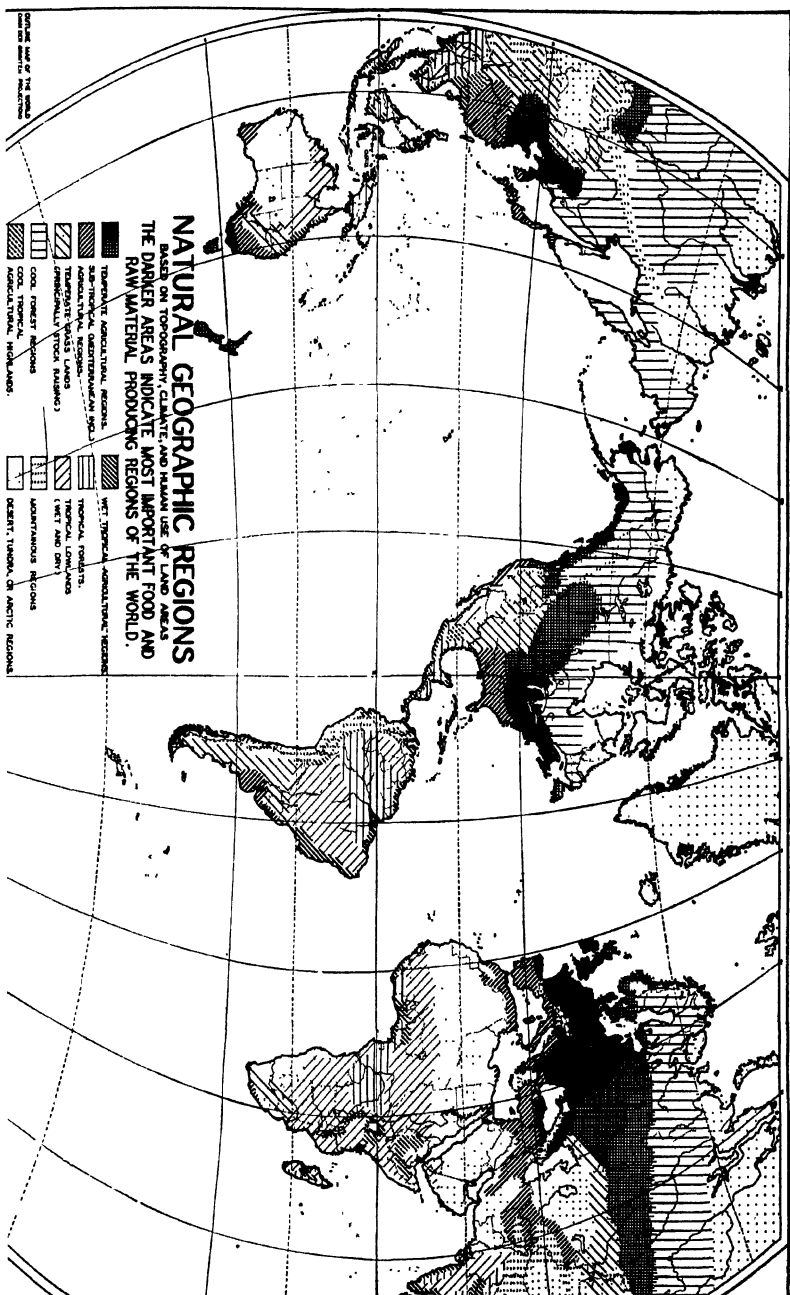 NATURAL GEOGRAPHIC REGIONS
BASED ON TOPOGRAPHY, CLIMATE, AND HUMAN USE OF LAND AREAS
THE DARKER AREAS INDICATE MOST IMPORTANT FOOD AND
RAW MATERIAL PRODUCING REGIONS OF THE WORLD.
TEMPERATE AGRICULTURAL REGIONS.
SUB-TROPICAL (MEDITERRANEAN INCL.)
AGRICULTURAL REGIONS.
TEMPERATE GRASS LANDS
(PRINCIPALLY STOCK RAISING)
COOL FOREST REGIONS
COOL TROPICAL
AGRICULTURAL HIGHLANDS.
WET TROPICAL AGRICULTURAL REGIONS
TROPICAL FORESTS.
TROPICAL LOWLANDS
(WET AND DRY)
MOUNTAINOUS REGIONS
DESERT, TUNDRA, OR ARCTIC REGIONS
OUTLINE MAP OF THE WORLD
PROJECTION